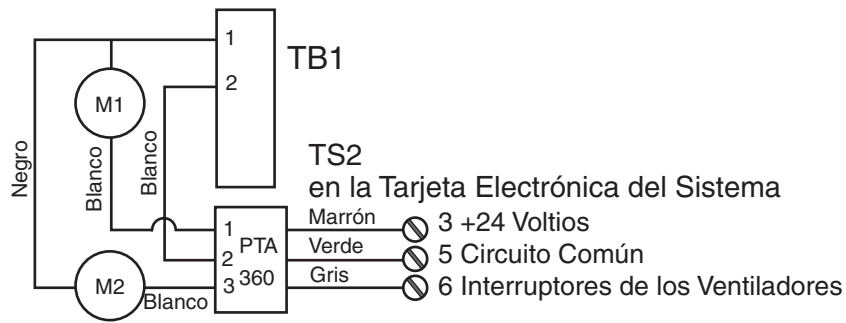 1
TB1
2
M1
Negro
Blanco
Blanco
TS2
en la Tarjeta Electrónica del Sistema
1
PTA
2
360
3
Marrón
3 +24 Voltios
Verde
5 Circuito Común
Gris
6 Interruptores de los Ventiladores
M2
Blanco